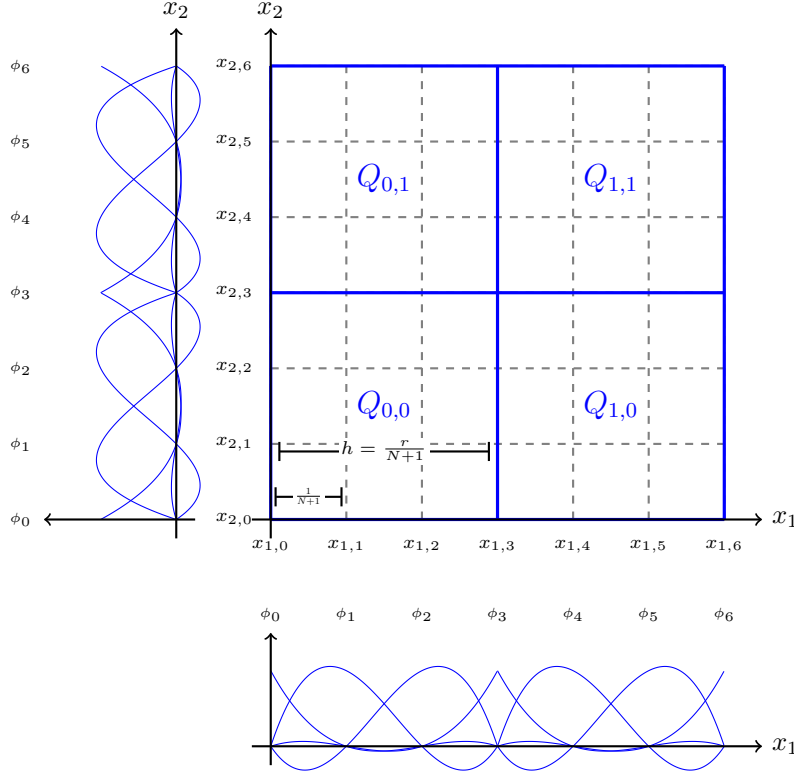 x_2 x_2
ϕ_6 x_{2,6}
ϕ_5 x_{2,5}
Q_{0,1} Q_{1,1}
ϕ_4 x_{2,4}
ϕ_3 x_{2,3}
ϕ_2 x_{2,2}
Q_{0,0} Q_{1,0}
ϕ_1 x_{2,1}
h = \frac{r}{N+1}
\frac{1}{N+1}
ϕ_0 x_{2,0} x_1
x_{1,0} x_{1,1} x_{1,2} x_{1,3} x_{1,4} x_{1,5} x_{1,6}
ϕ_0 ϕ_1 ϕ_2 ϕ_3 ϕ_4 ϕ_5 ϕ_6
x_1